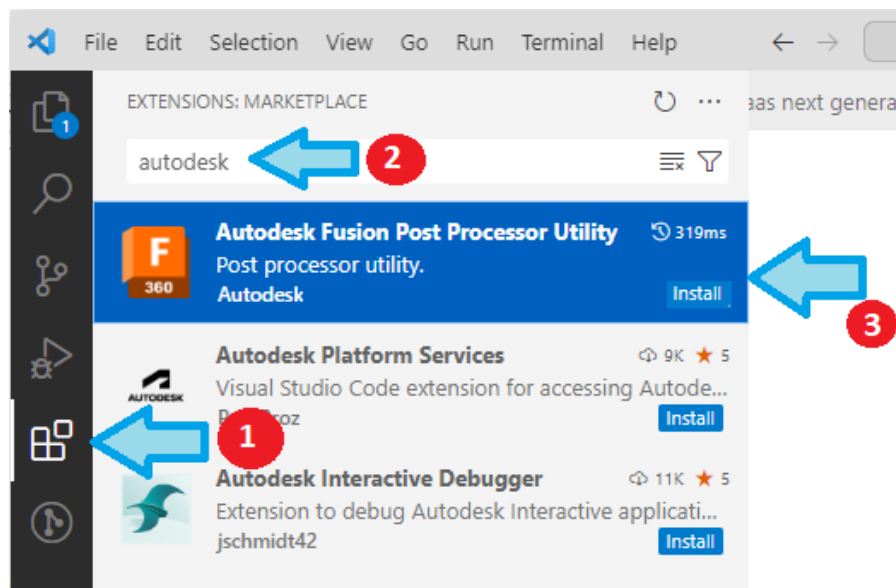 File Edit Selection View Go Run Terminal Help
EXTENSIONS: MARKETPLACE
aas next genera
1
autodesk
2
Autodesk Fusion Post Processor Utility 319ms
Post processor utility.
F
360
Autodesk Install
3
Autodesk Platform Services 9K 5
AUTODESK
Visual Studio Code extension for accessing Autode...
roz Install
1
Autodesk Interactive Debugger 11K 5
Extension to debug Autodesk Interactive applicati...
jschmidt42 Install